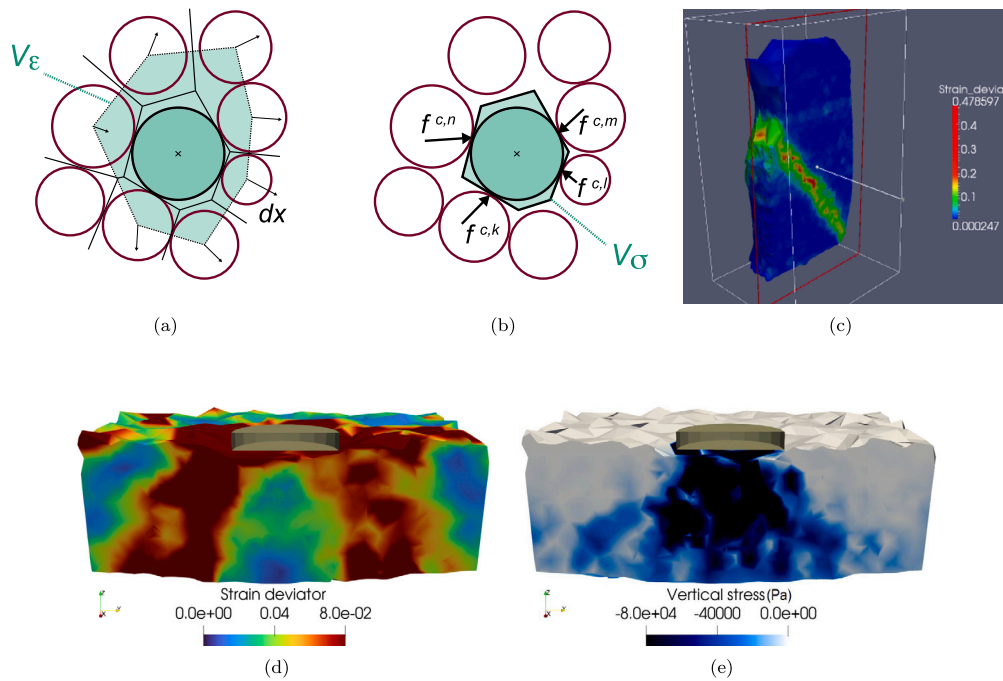 Vε
dx
(a)
f c,n
f c,m
f c,l
f c,k
Vσ
(b)
Strain_devia
0.478597
0.4
0.3
0.2
0.1
0.000247
(c)
Strain deviator
0.0e+00 0.04 8.0e-02
(d)
Vertical stress(Pa)
-8.0e+04 -40000 0.0e+00
(e)